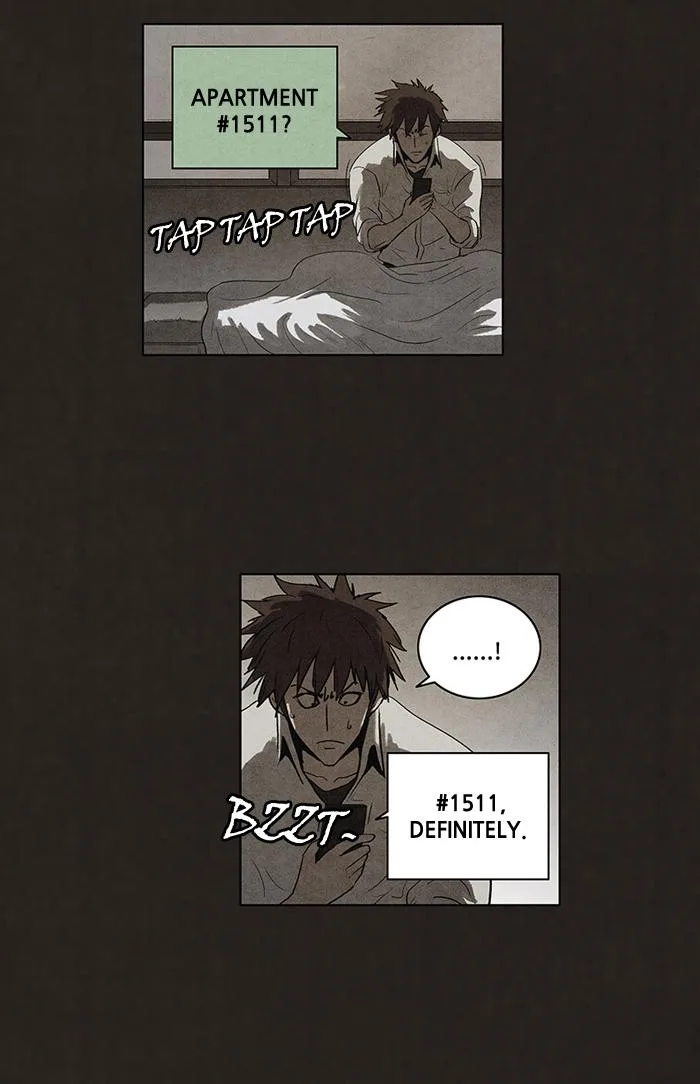 APARTMENT
#1511?
TAP TAP TAP
......!
#1511,
DEFINITELY.
BZZT-